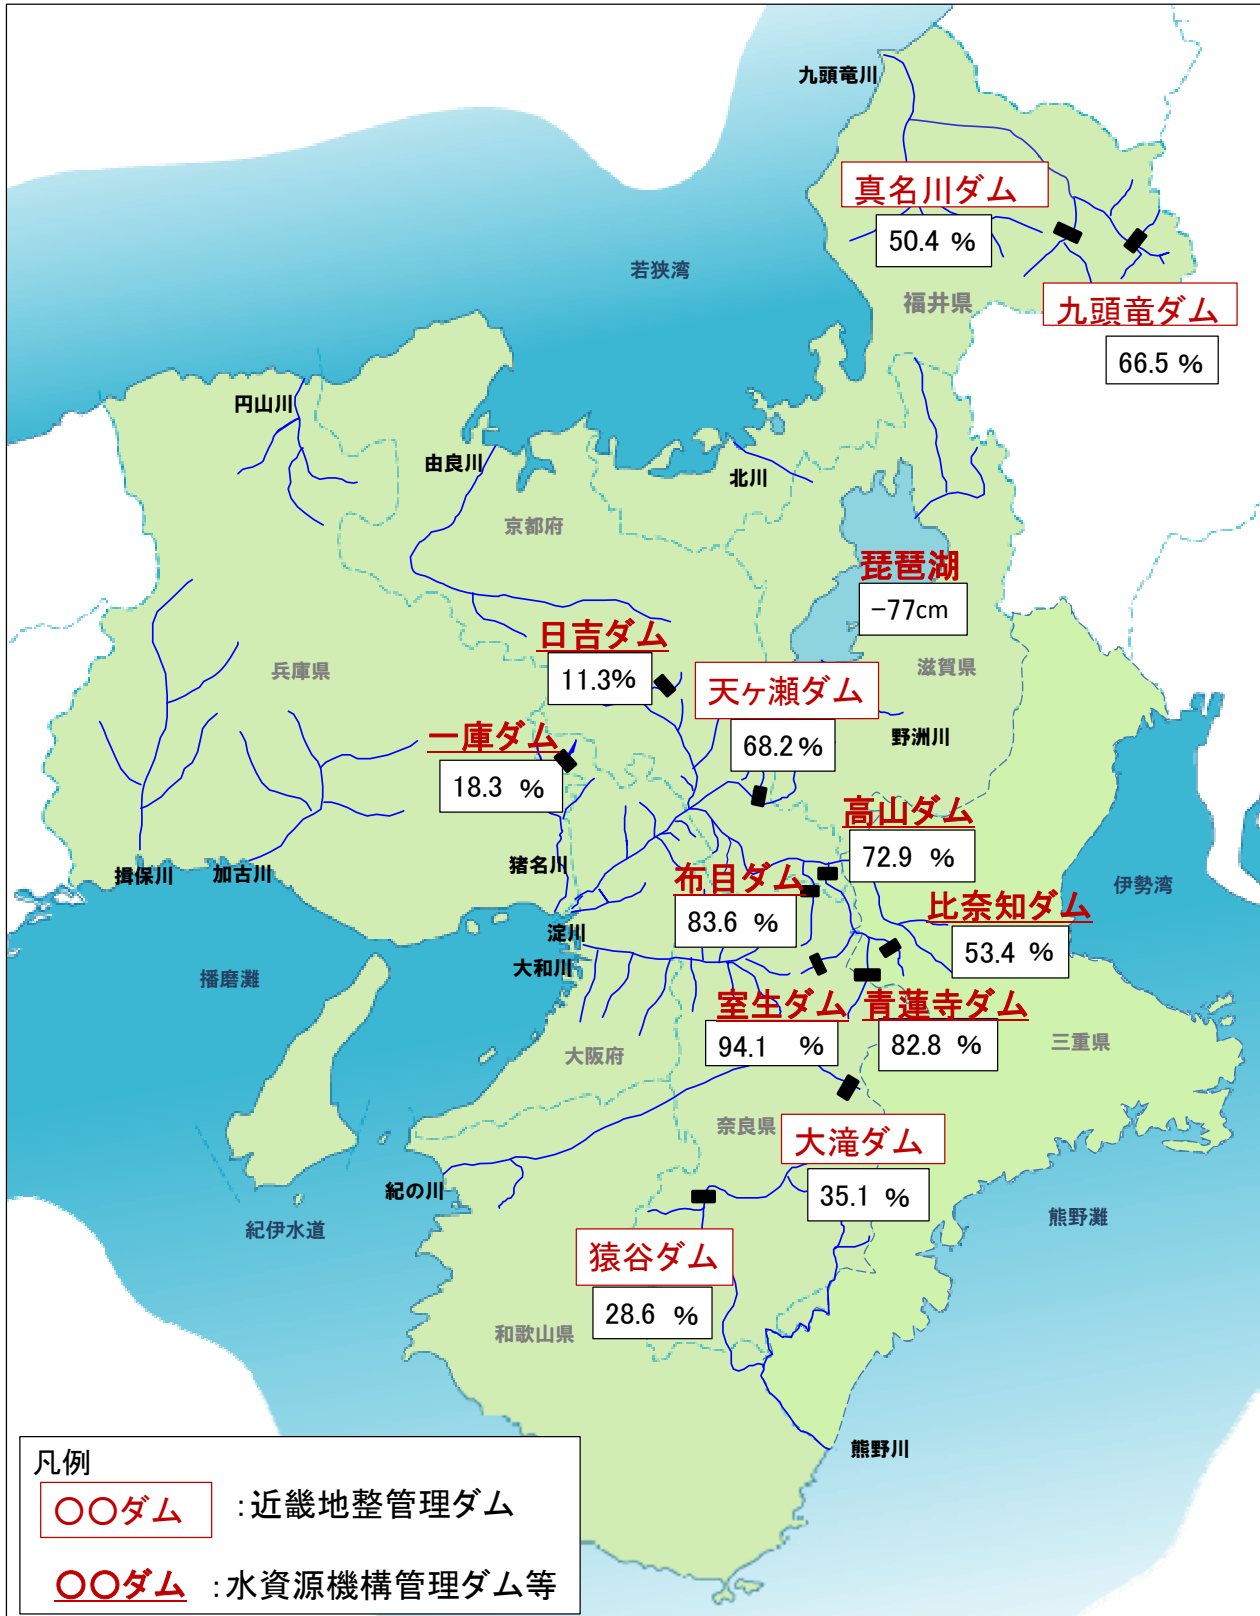 九頭竜川
真名川ダム
50.4 %
若狭湾
福井県
九頭竜ダム
66.5 %
円山川
由良川
北川
京都府
琵琶湖
-77cm
日吉ダム
11.3%
兵庫県
滋賀県
天ヶ瀬ダム
68.2%
野洲川
一庫ダム
18.3 %
高山ダム
72.9 %
猪名川
揖保川
加古川
布目ダム
83.6 %
伊勢湾
比奈知ダム
53.4 %
淀川
大和川
播磨灘
室生ダム
94.1 %
青蓮寺ダム
82.8 %
三重県
大阪府
奈良県
大滝ダム
35.1 %
紀の川
紀伊水道
熊野灘
猿谷ダム
28.6 %
和歌山県
熊野川
凡例
〇〇ダム :近畿地整管理ダム
〇〇ダム :水資源機構管理ダム等